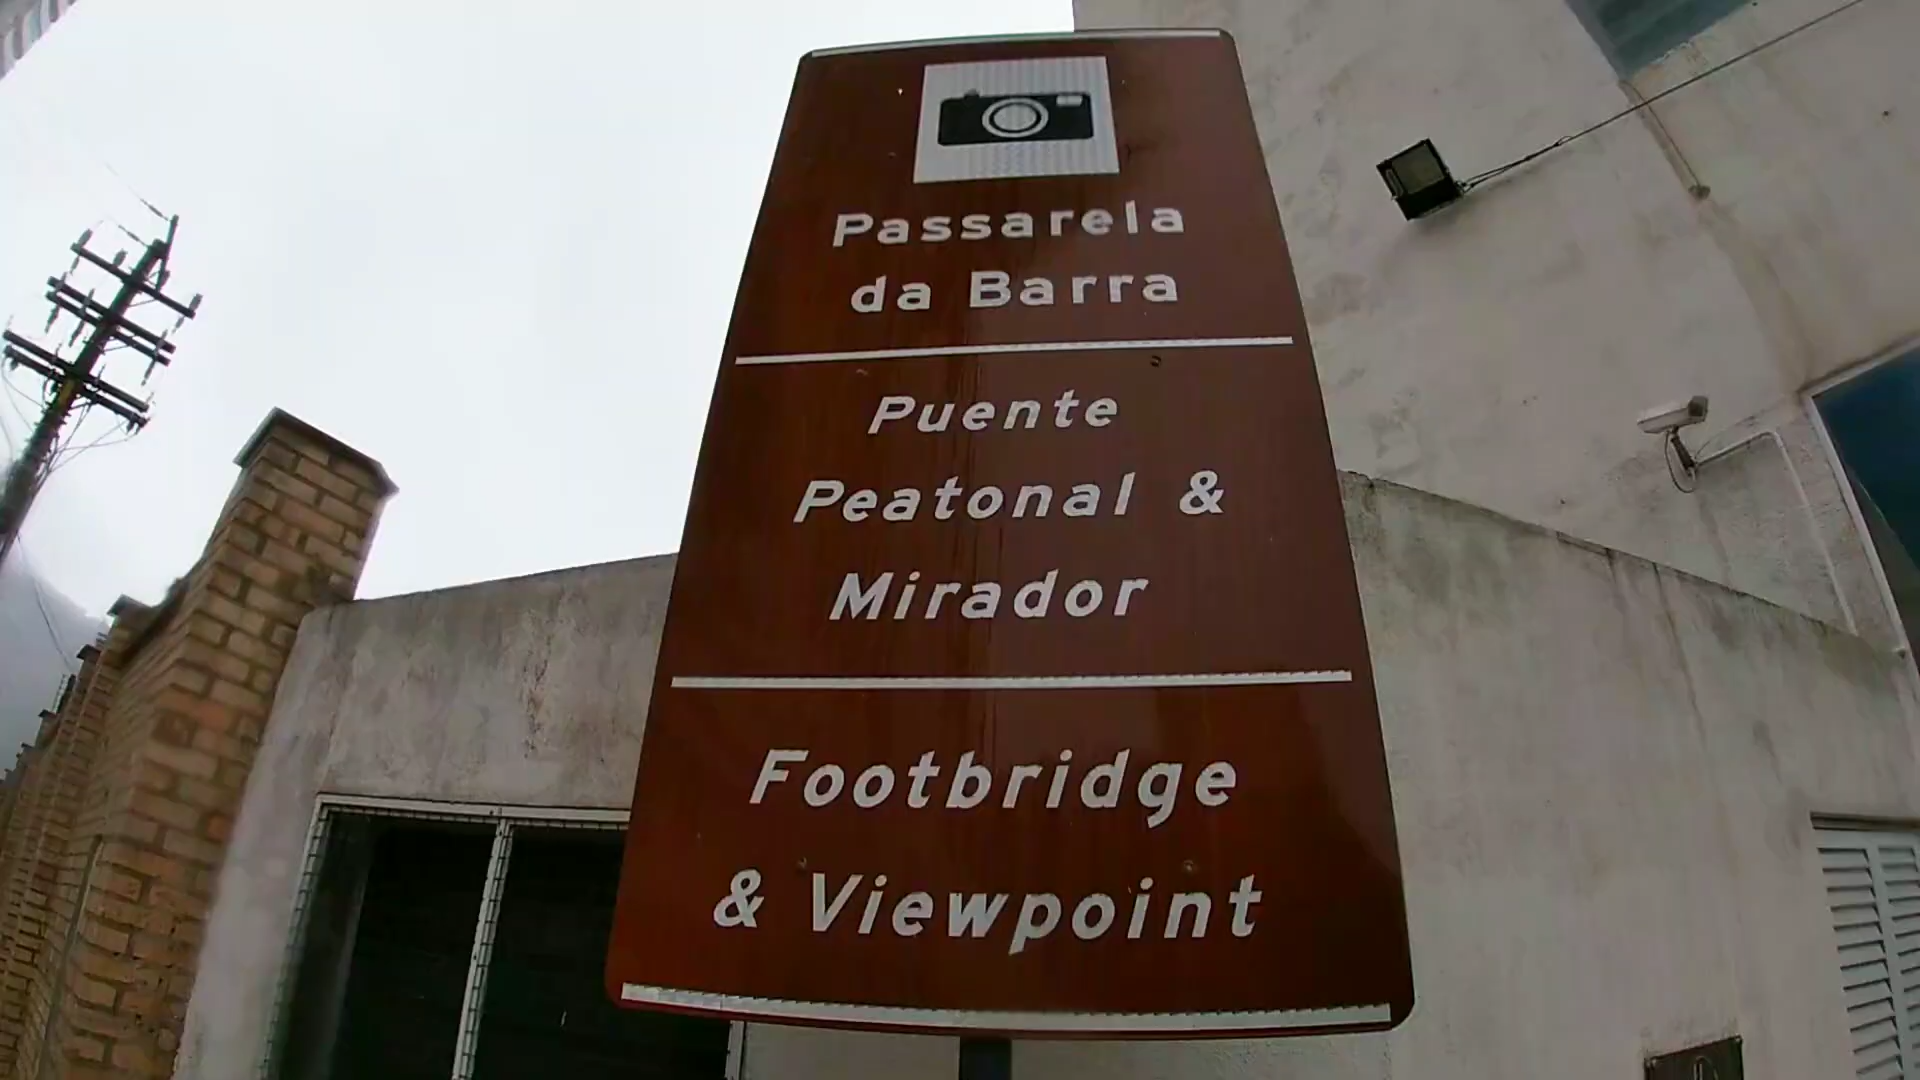 Passarela
da Barra
Puente
Peatonal &
Mirador
Footbridge
& Viewpoint